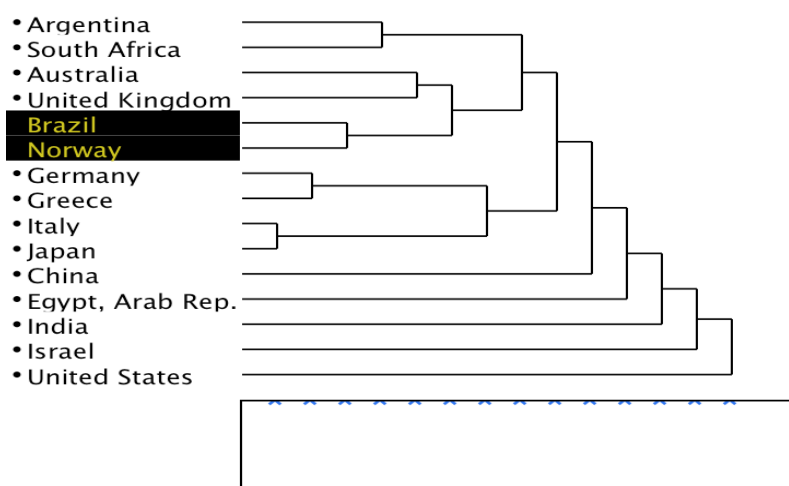 Argentina
South Africa
Australia
United Kingdom
Brazil
Norway
Germany
Greece
Italy
Japan
China
Egypt, Arab Rep.
India
Israel
United States